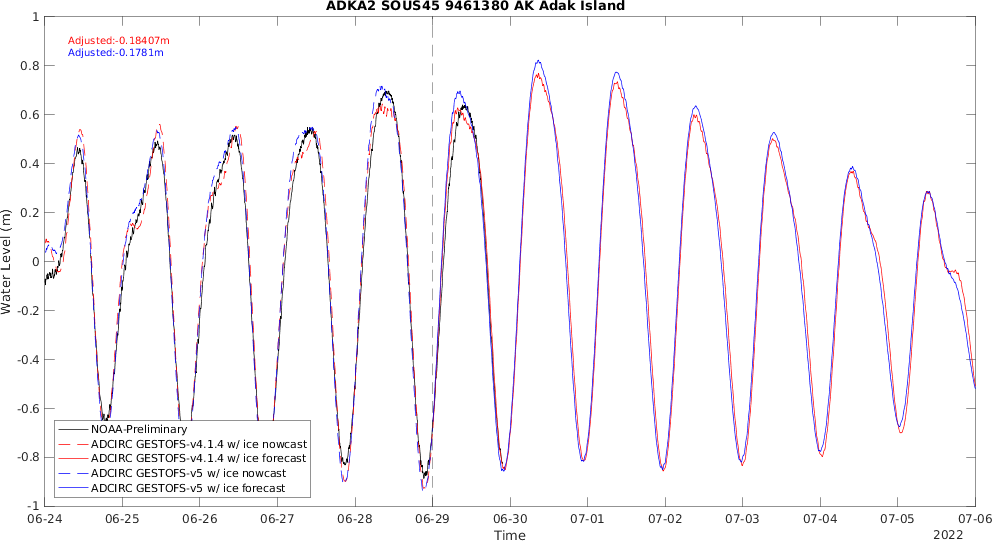 ADKA2 SOUS45 9461380 AK Adak Island
Adjusted:-0.18407m
Adjusted:-0.1781m
Water Level (m)
1
0.8
0.6
0.4
0.2
0
-0.2
-0.4
-0.6
-0.8
-1
NOAA-Preliminary
ADCIRC GESTOFS-v4.1.4 w/ ice nowcast
ADCIRC GESTOFS-v4.1.4 w/ ice forecast
ADCIRC GESTOFS-v5 w/ ice nowcast
ADCIRC GESTOFS-v5 w/ ice forecast
06-24 06-25 06-26 06-27 06-28 06-29 06-30 07-01 07-02 07-03 07-04 07-05 07-06
Time
2022